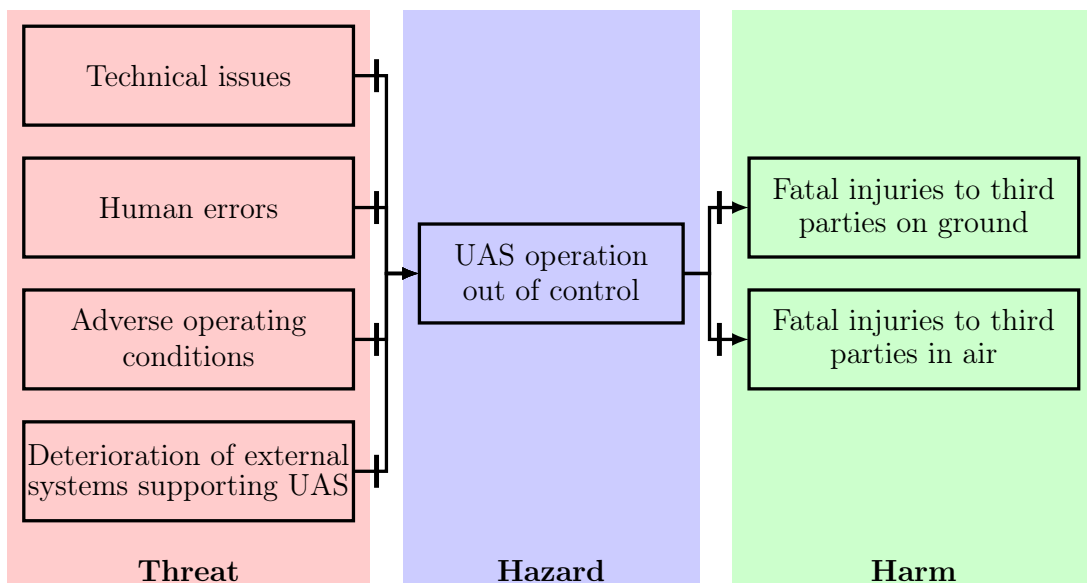 Technical issues
Human errors
Adverse operating
conditions
Deterioration of external
systems supporting UAS
Threat
UAS operation
out of control
Hazard
Fatal injuries to third
parties on ground
Fatal injuries to third
parties in air
Harm